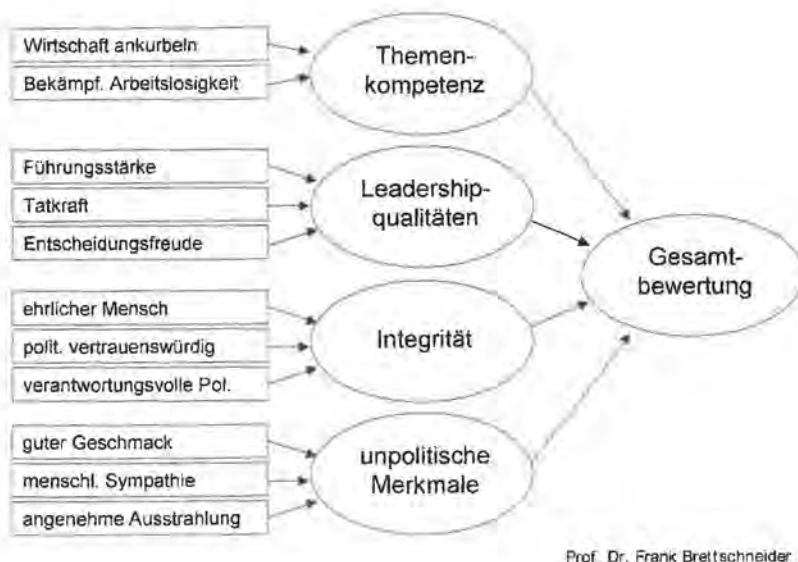 Wirtschaft ankurbeln
Bekämpf. Arbeitslosigkeit
Themen-
kompetenz
Führungsstärke
Tatkraft
Entscheidungsfreude
Leadership-
qualitäten
Gesamt-
bewertung
ehrlicher Mensch
polit. vertrauenswürdig
verantwortungsvolle Pol.
Integrität
guter Geschmack
menschl. Sympathie
angenehme Ausstrahlung
unpolitische
Merkmale
Prof. Dr. Frank Brettschneider